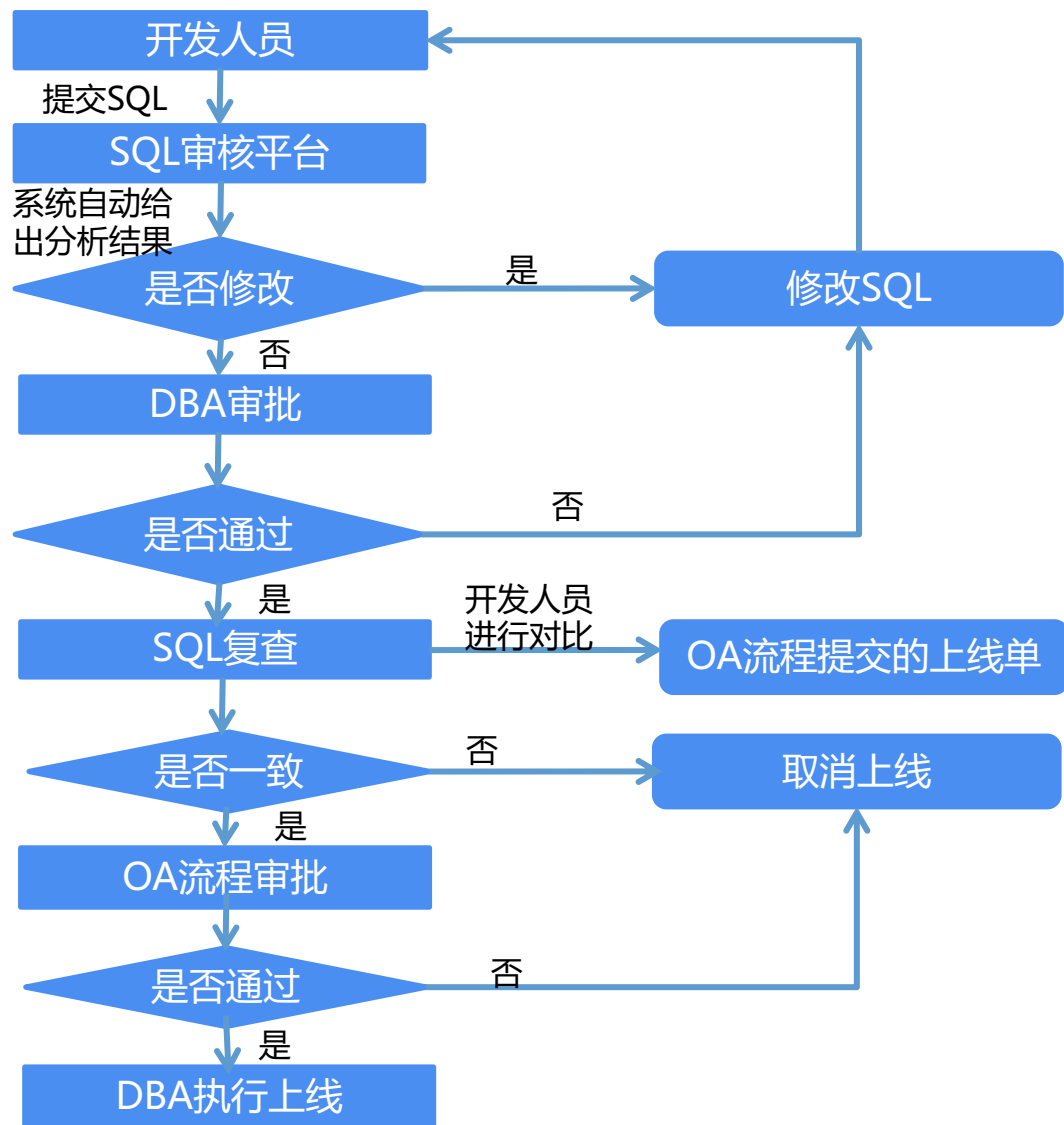 开发人员
提交SQL
SQL审核平台
系统自动给
出分析结果
是否修改
是
修改SQL
否
DBA审批
是否通过
否
是
SQL复查
开发人员
进行对比
OA流程提交的上线单
是否一致
否
取消上线
是
OA流程审批
是否通过
否
是
DBA执行上线